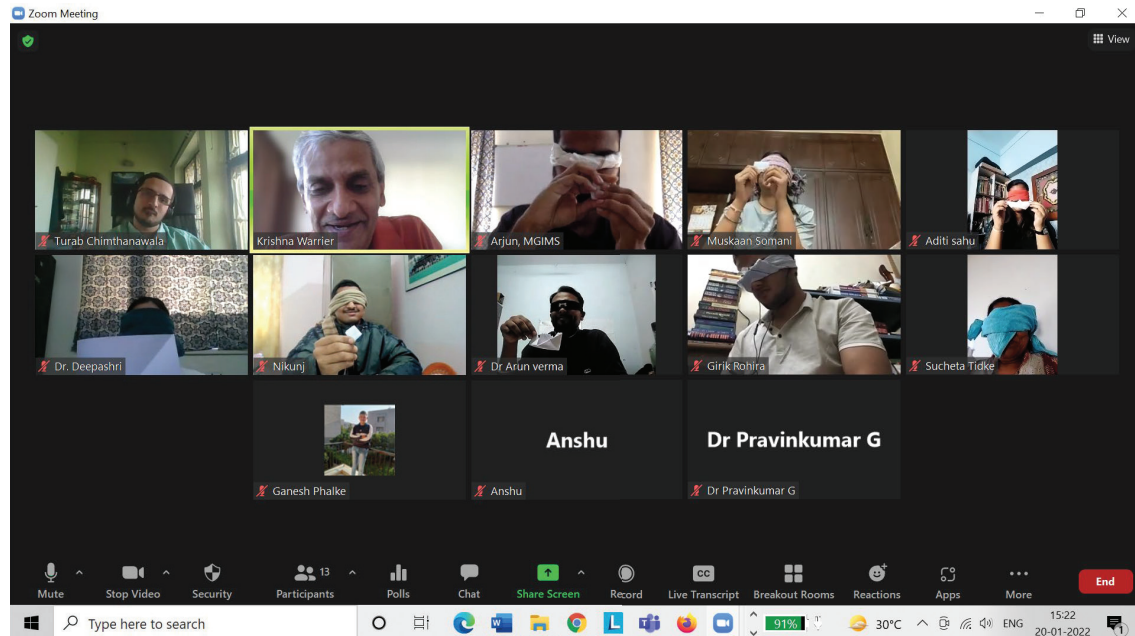 Zoom Meeting
View
Turab Chimthanawala
Krishna Warrier
Arjun, MGIMS
Muskaan Somani
Aditi sahu
Dr. Deepashri
Nikunj
Dr Arun verma
Girik Rohira
Sucheta Tidke
Anshu
Dr Pravinkumar G
Ganesh Phalke
Anshu
Dr Pravinkumar G
13
CC
Mute
Stop Video
Security
Participants
Polls
Chat
Share Screen
Record
Live Transcript
Breakout Rooms
Reactions
Apps
More
End
Type here to search
91%
30°C
ENG
15:22
20-01-2022
1